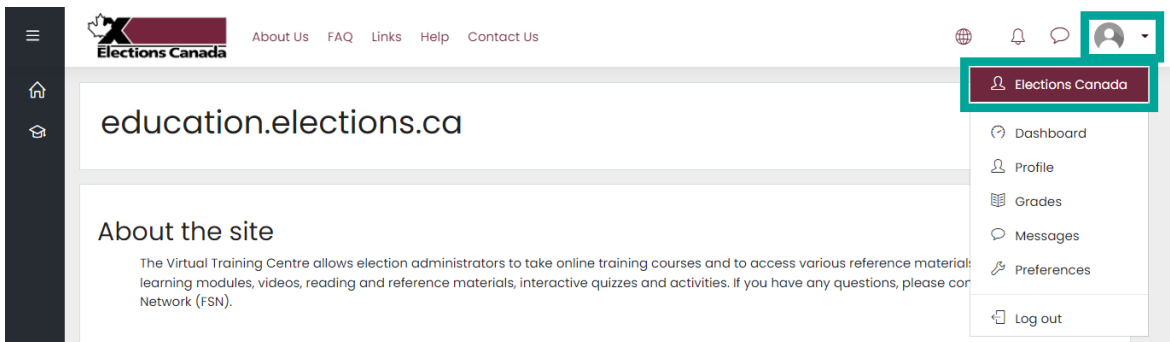 Elections Canada
About Us FAQ Links Help Contact Us
Elections Canada
Dashboard
Profile
Grades
Messages
Preferences
Log out
education.elections.ca
About the site
The Virtual Training Centre allows election administrators to take online training courses and to access various reference material
learning modules, videos, reading and reference materials, interactive quizzes and activities. If you have any questions, please con
Network (FSN).